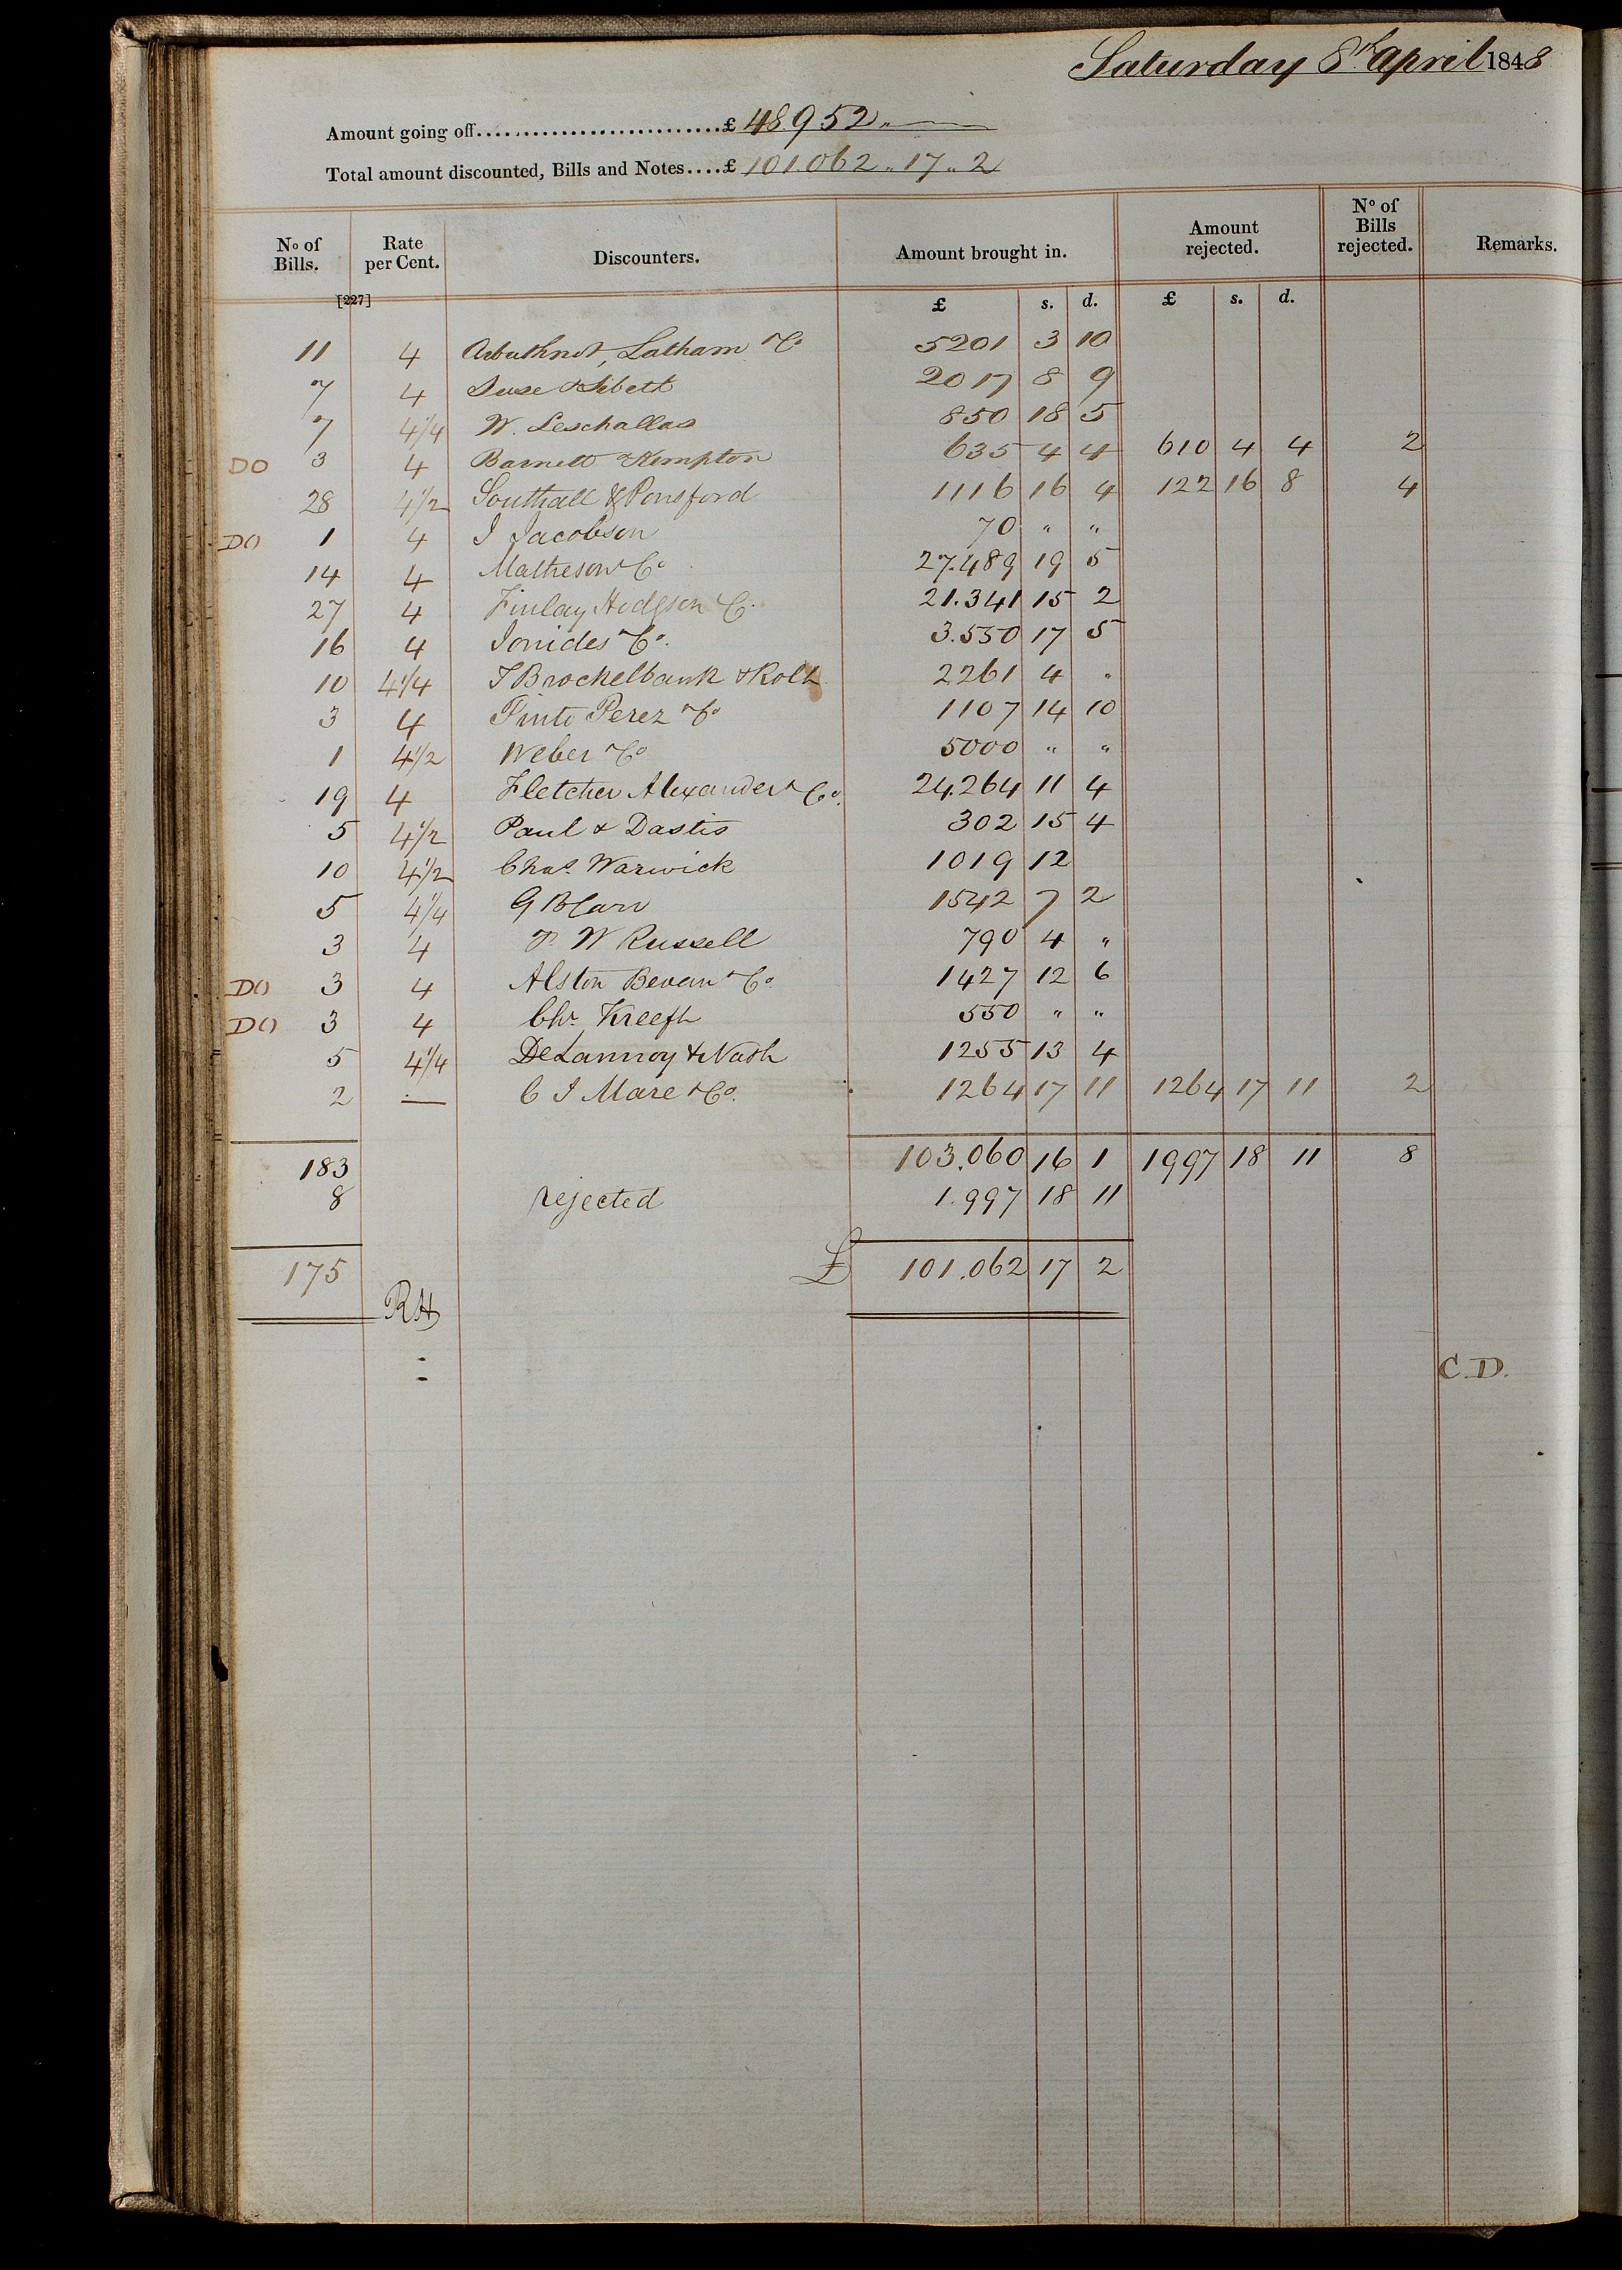 Saturday 8th April 1848
Amount going off..........................£ 48952 " —
Total amount discounted, Bills and Notes....£ 101.062 " 17 " 2
No of Bills. Rate per Cent. Discounters. Amount brought in. Amount rejected. No of Bills rejected. Remarks.
[227] £ s. d. £ s. d.
11 4 Arbuthnot, Latham & Co 5201 3 10
7 4 Suse & Sibeth 2017 8 9
7 4 1/4 W. Leschallas 850 18 5
DO 3 4 Barnett & Kempton 635 4 4 610 4 4 2
28 4 1/2 Southall & Ponsford 1116 16 4 122 16 8 4
DO 1 4 I Jacobson 70 " "
14 4 Matheson & Co 27.489 19 5
27 4 Finlay Hodgson & C. 21.341 15 2
16 4 Ionides & Co. 3.550 17 5
10 4 1/4 J Brockelbank & Rolt 2261 4 "
3 4 Pinto Perez & Co 1107 14 10
1 4 1/2 Weber & Co 5000 " "
19 4 Fletcher Alexander & Co. 24.264 11 4
5 4 1/2 Paul & Dastis 302 15 4
10 4 1/2 Chas. Warwick 1019 12
5 4 1/4 G B Carr 1542 7 2
3 4 W Russell 790 4 "
DO 3 4 Alston Bevan & Co. 1427 12 6
DO 3 4 Chr. Kreeft 550 " "
5 4 1/4 DeLannoy & Nash 1255 13 4
2 — C J Mare & Co. 1264 17 11 1264 17 11 2
183 103.060 16 1 1997 18 11 8
8 rejected 1.997 18 11
175 £ 101.062 17 2
RH
C.D.